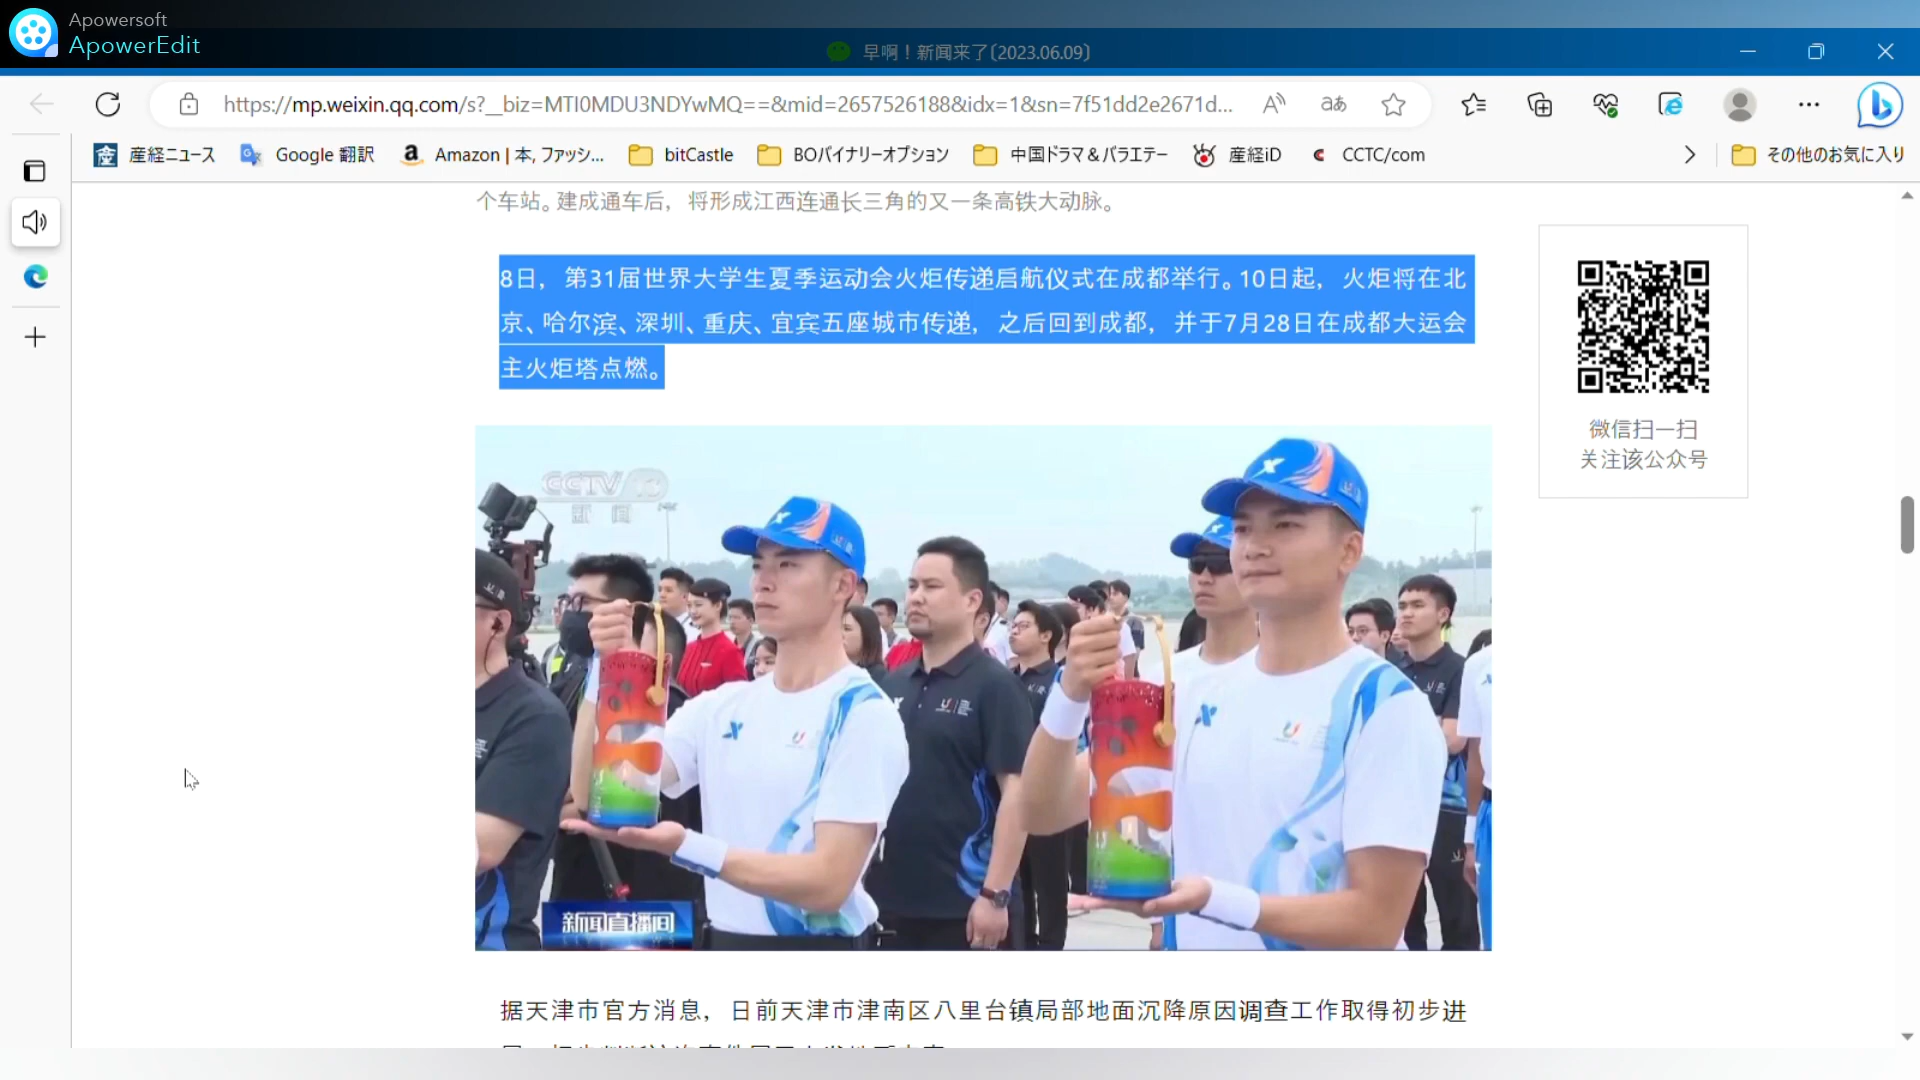 Apowersoft
ApowerEdit
早啊！新闻来了〔2023.06.09〕
https://mp.weixin.qq.com/s?__biz=MTI0MDU3NDYwMQ==&mid=2657526188&idx=1&sn=7f51dd2e2671d...
産経ニュース
Google 翻訳
Amazon | 本, ファッシ...
bitCastle
BOバイナリーオプション
中国ドラマ＆バラエテー
産経iD
CCTC/com
その他のお気に入り
个车站。建成通车后，将形成江西连通长三角的又一条高铁大动脉。
8日，第31届世界大学生夏季运动会火炬传递启航仪式在成都举行。10日起，火炬将在北
京、哈尔滨、深圳、重庆、宜宾五座城市传递，之后回到成都，并于7月28日在成都大运会
主火炬塔点燃。
微信扫一扫
关注该公众号
CCTV 13
新闻
新闻直播间
据天津市官方消息，日前天津市津南区八里台镇局部地面沉降原因调查工作取得初步进